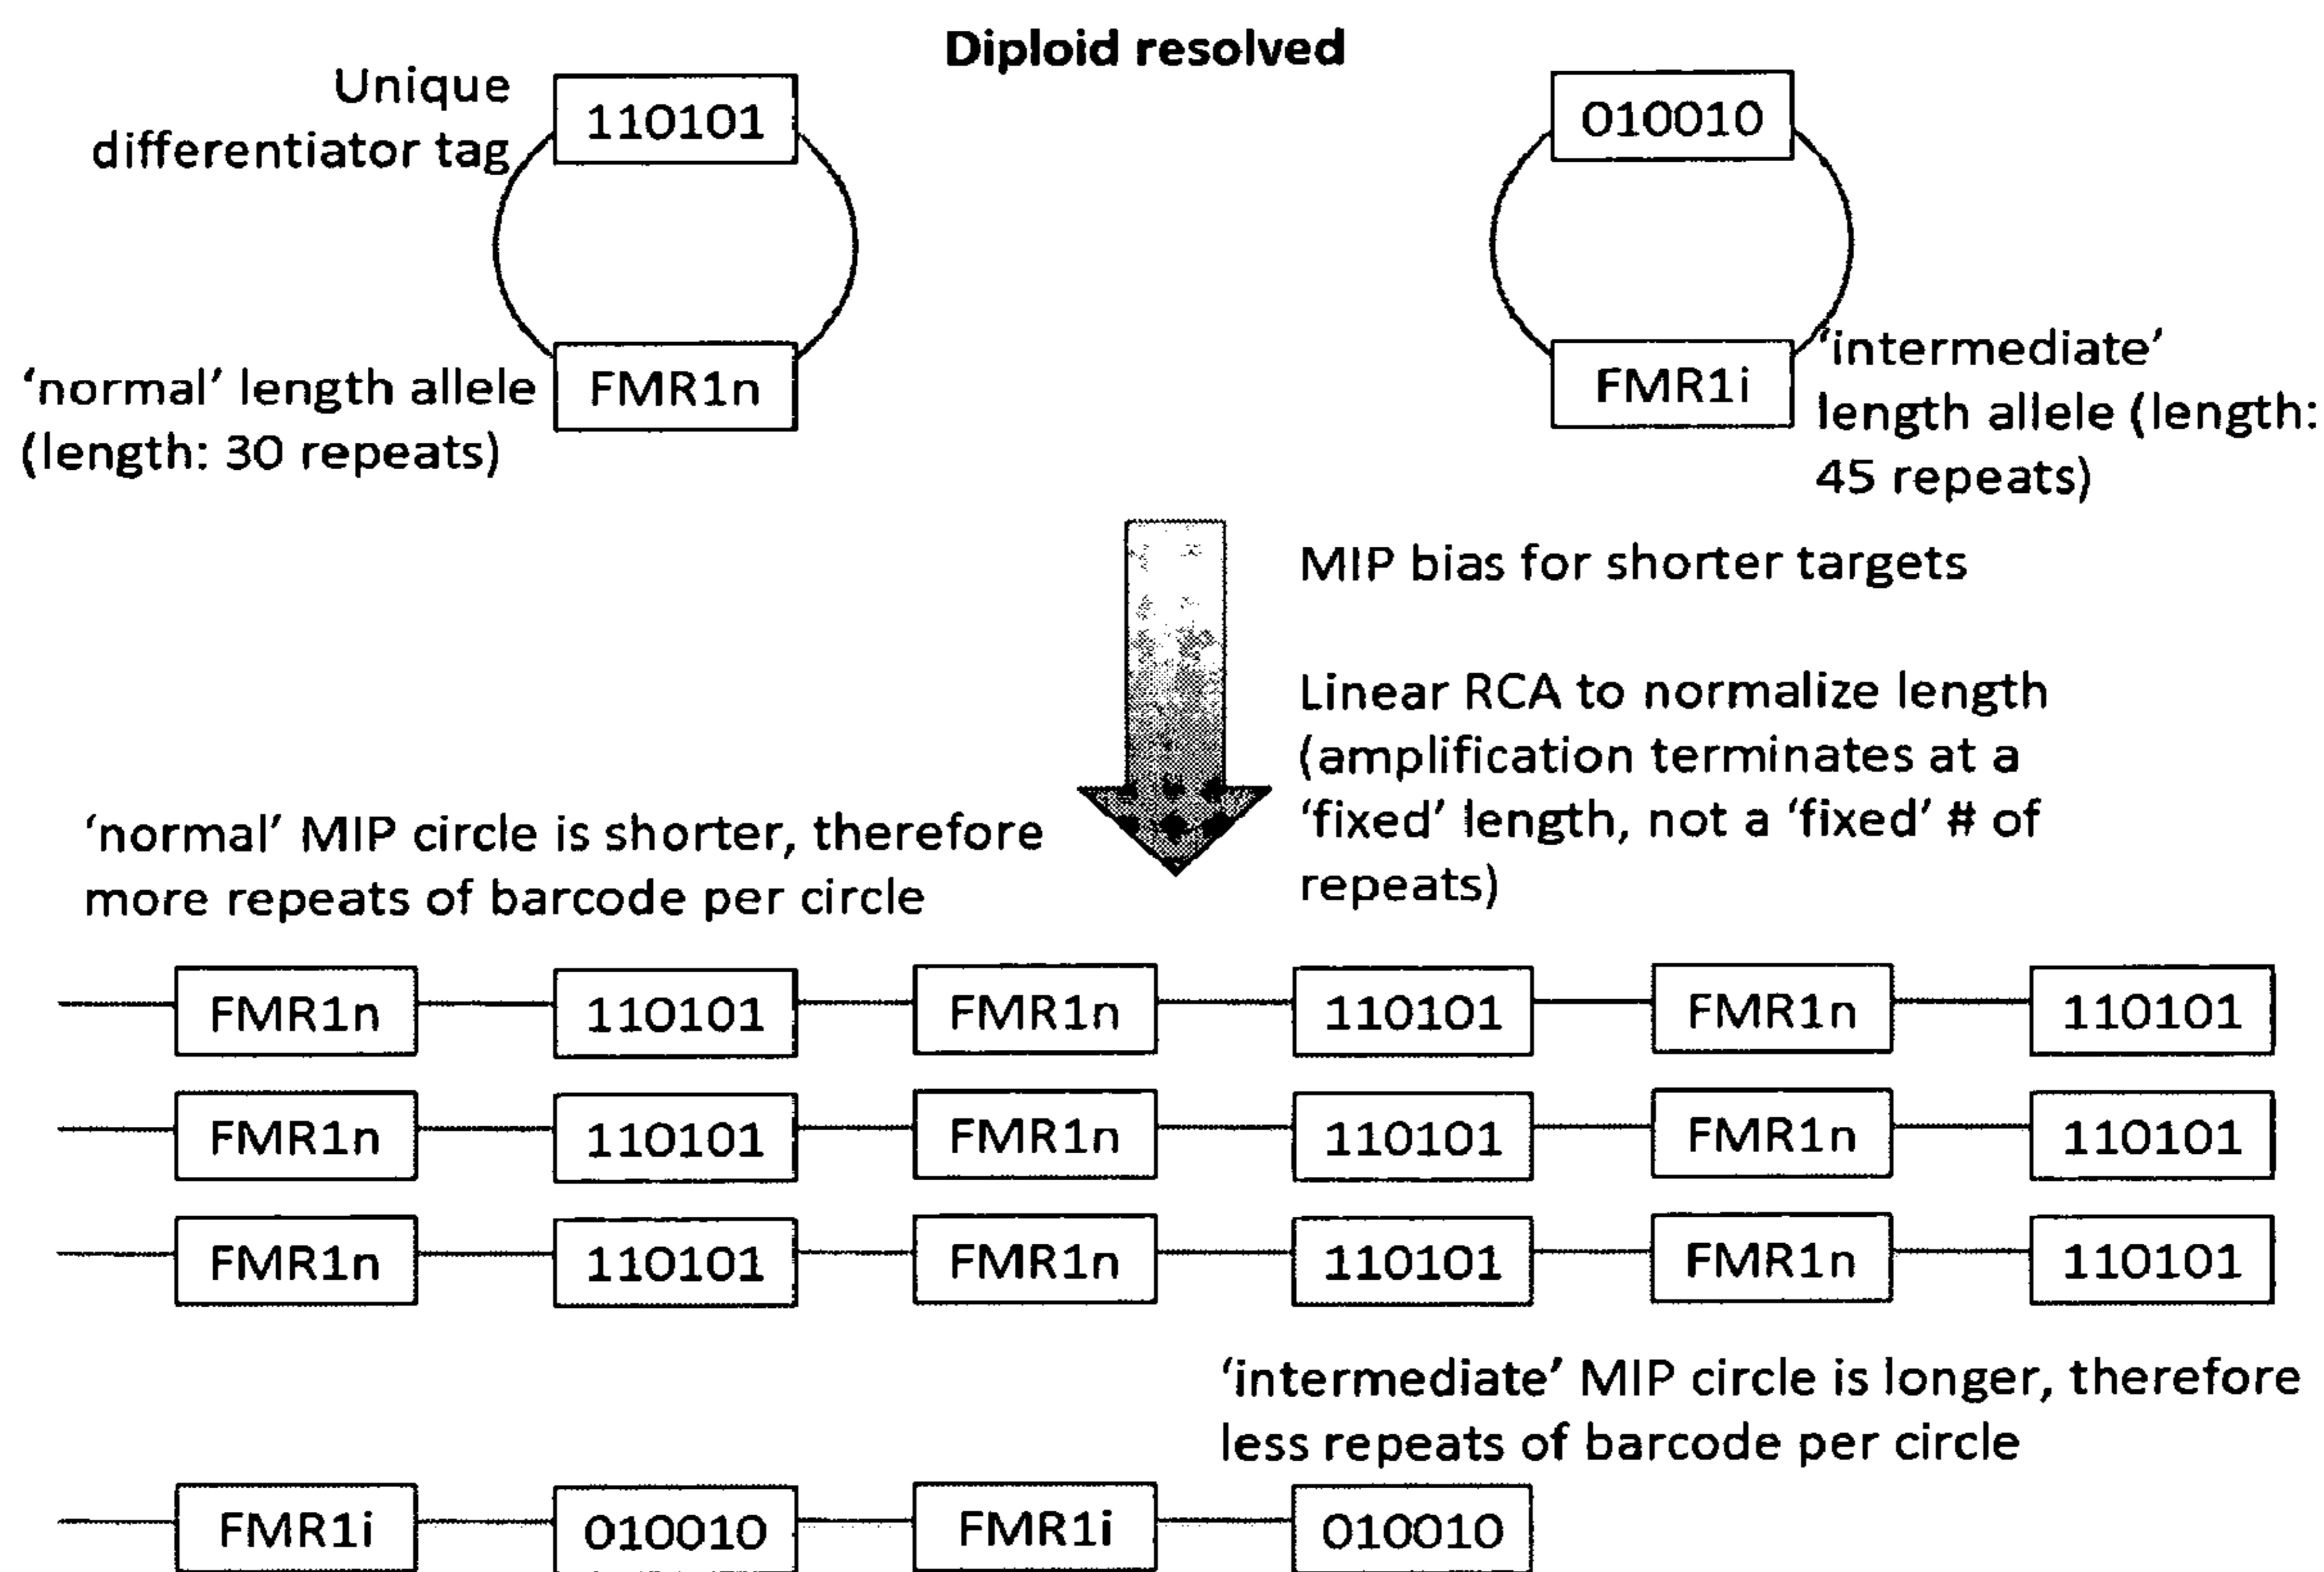 Diploid resolved
Unique
differentiator tag
110101
010010
'normal' length allele
(length: 30 repeats)
FMR1n
FMR1i
'intermediate'
length allele (length:
45 repeats)
MIP bias for shorter targets
Linear RCA to normalize length
(amplification terminates at a
'fixed' length, not a 'fixed' # of
repeats)
'normal' MIP circle is shorter, therefore
more repeats of barcode per circle
FMR1n 110101 FMR1n 110101 FMR1n 110101
FMR1n 110101 FMR1n 110101 FMR1n 110101
FMR1n 110101 FMR1n 110101 FMR1n 110101
'intermediate' MIP circle is longer, therefore
less repeats of barcode per circle
FMR1i 010010 FMR1i 010010